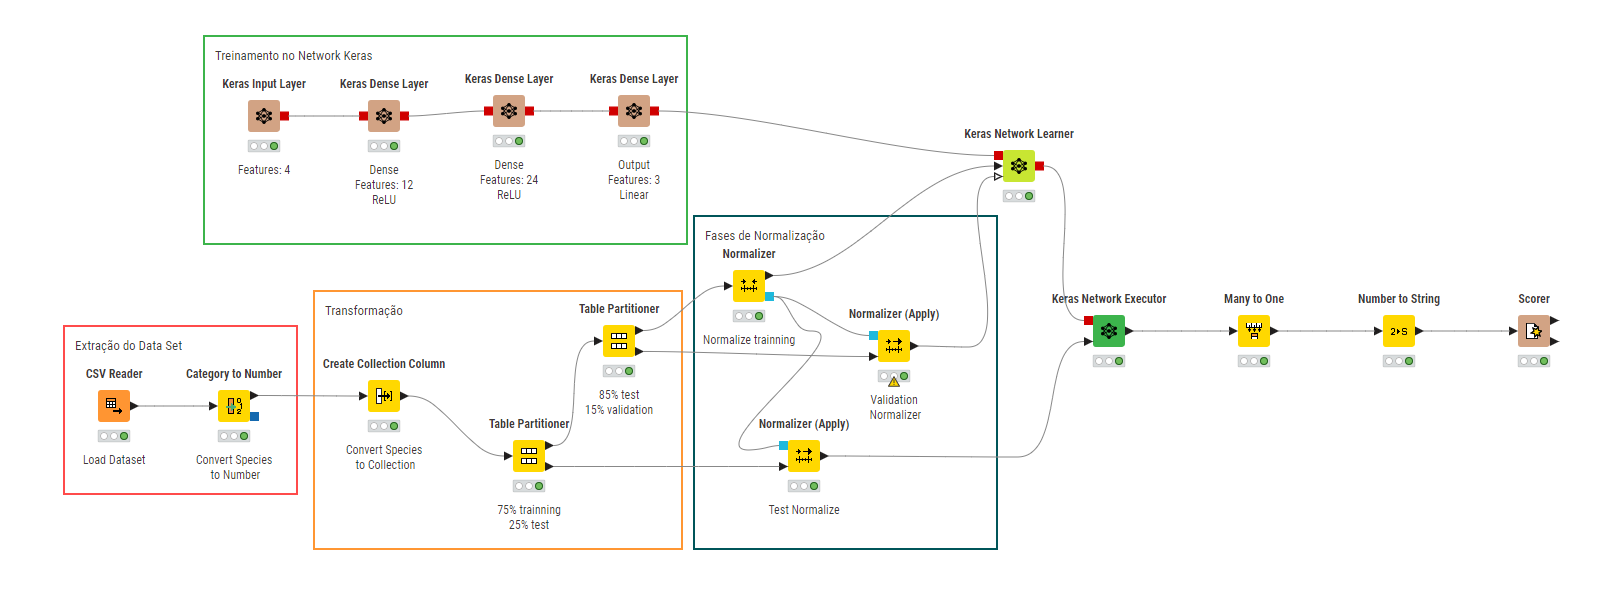 Treinamento no Network Keras
Keras Input Layer
Features: 4
Keras Dense Layer
Dense
Features: 12
ReLU
Keras Dense Layer
Dense
Features: 24
ReLU
Keras Dense Layer
Output
Features: 3
Linear
Keras Network Learner
Extração do Data Set
CSV Reader
Load Dataset
Category to Number
Convert Species
to Number
Transformação
Create Collection Column
Convert Species
to Collection
Table Partitioner
75% trainning
25% test
Table Partitioner
85% test
15% validation
Fases de Normalização
Normalizer
Normalize trainning
Normalizer (Apply)
Validation
Normalizer
Normalizer (Apply)
Test Normalize
Keras Network Executor
Many to One
Number to String
2▸S
Scorer